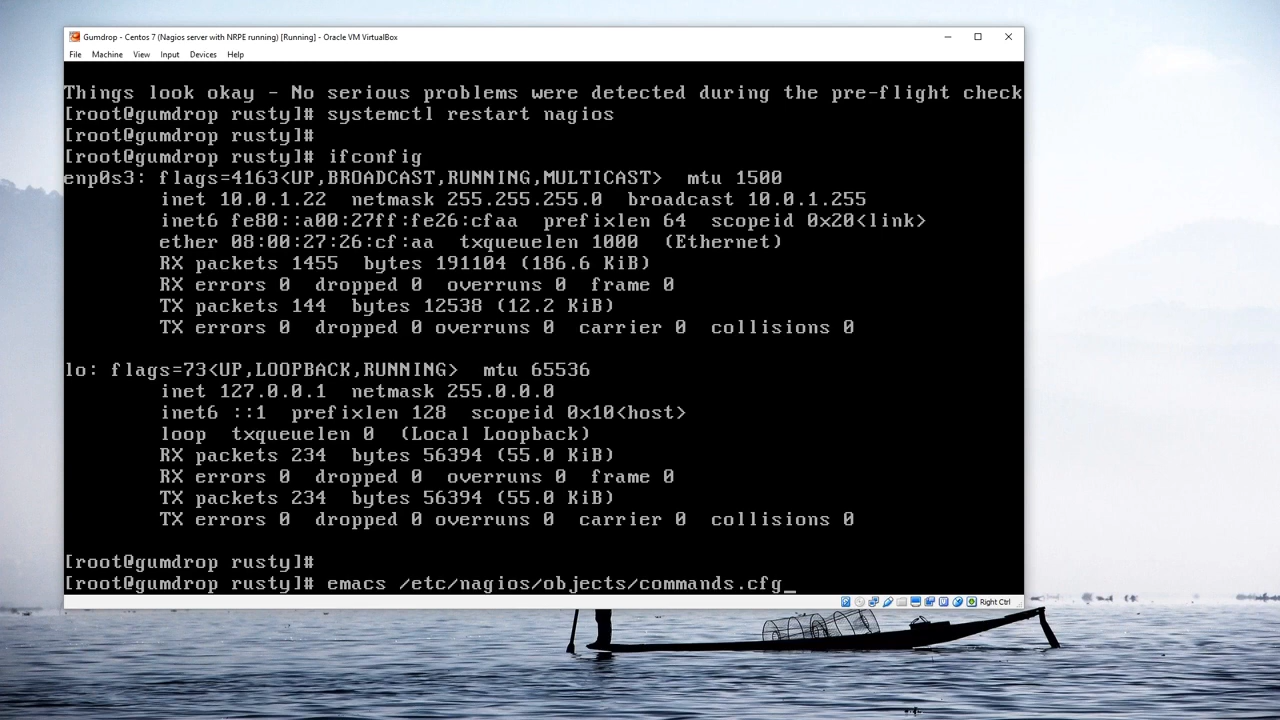 Gumdrop - Centos 7 (Nagios server with NRPE running) [Running] - Oracle VM VirtualBox
File Machine View Input Devices Help
Things look okay - No serious problems were detected during the pre-flight check
[root@gumdrop rusty]# systemctl restart nagios
[root@gumdrop rusty]#
[root@gumdrop rusty]# ifconfig
enp0s3: flags=4163<UP,BROADCAST,RUNNING,MULTICAST>  mtu 1500
        inet 10.0.1.22  netmask 255.255.255.0  broadcast 10.0.1.255
        inet6 fe80::a00:27ff:fe26:cfaa  prefixlen 64  scopeid 0x20<link>
        ether 08:00:27:26:cf:aa  txqueuelen 1000  (Ethernet)
        RX packets 1455  bytes 191104 (186.6 KiB)
        RX errors 0  dropped 0  overruns 0  frame 0
        TX packets 144  bytes 12538 (12.2 KiB)
        TX errors 0  dropped 0 overruns 0  carrier 0  collisions 0
lo: flags=73<UP,LOOPBACK,RUNNING>  mtu 65536
        inet 127.0.0.1  netmask 255.0.0.0
        inet6 ::1  prefixlen 128  scopeid 0x10<host>
        loop  txqueuelen 0  (Local Loopback)
        RX packets 234  bytes 56394 (55.0 KiB)
        RX errors 0  dropped 0  overruns 0  frame 0
        TX packets 234  bytes 56394 (55.0 KiB)
        TX errors 0  dropped 0 overruns 0  carrier 0  collisions 0
[root@gumdrop rusty]#
[root@gumdrop rusty]# emacs /etc/nagios/objects/commands.cfg_
Right Ctrl